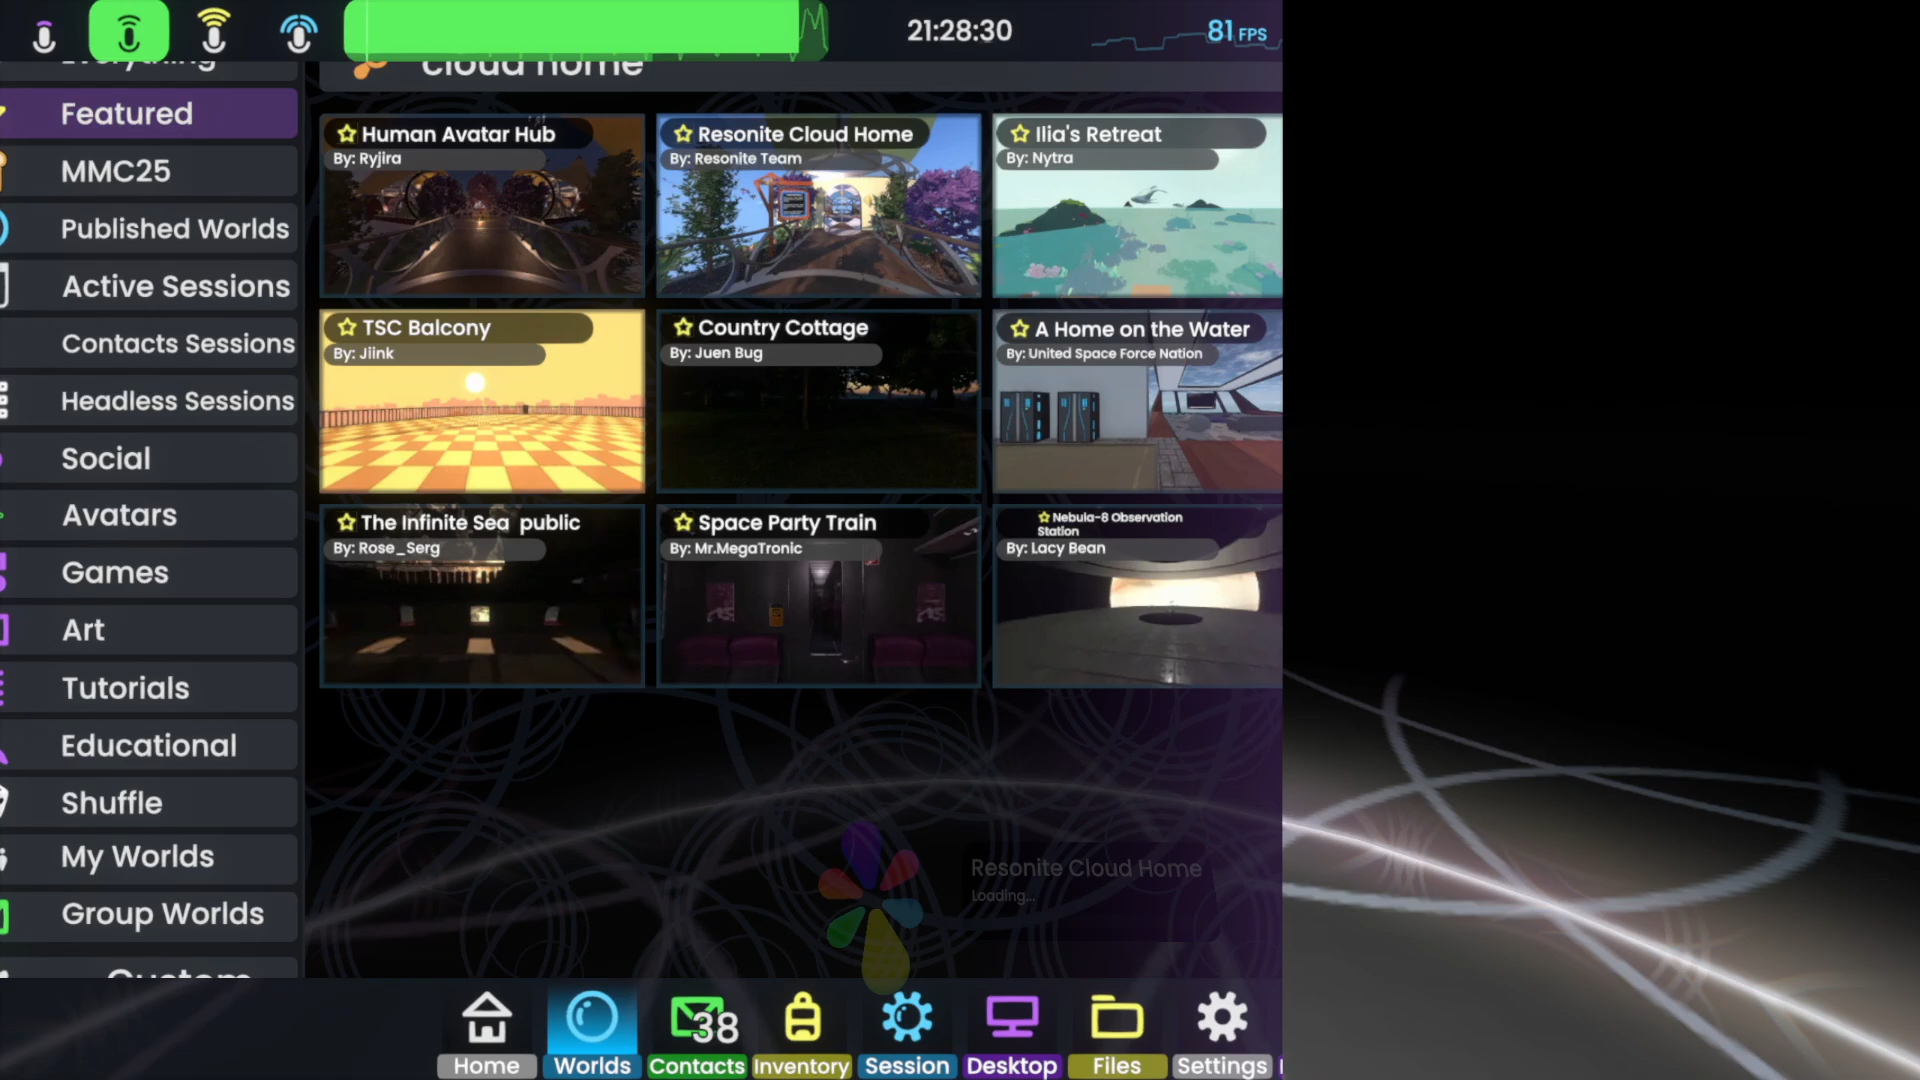 21:28:30
81 FPS
Everything
cloud home
Featured
MMC25
Published Worlds
Active Sessions
Contacts Sessions
Headless Sessions
Social
Avatars
Games
Art
Tutorials
Educational
Shuffle
My Worlds
Group Worlds
Custom
Human Avatar Hub
By: Ryjira
Resonite Cloud Home
By: Resonite Team
Ilia's Retreat
By: Nytra
TSC Balcony
By: Jiink
Country Cottage
By: Juen Bug
A Home on the Water
By: United Space Force Nation
The Infinite Sea public
By: Rose_Serg
Space Party Train
By: Mr.MegaTronic
Nebula-8 Observation
Station
By: Lacy Bean
Resonite Cloud Home
Loading...
38
Home
Worlds
Contacts
Inventory
Session
Desktop
Files
Settings